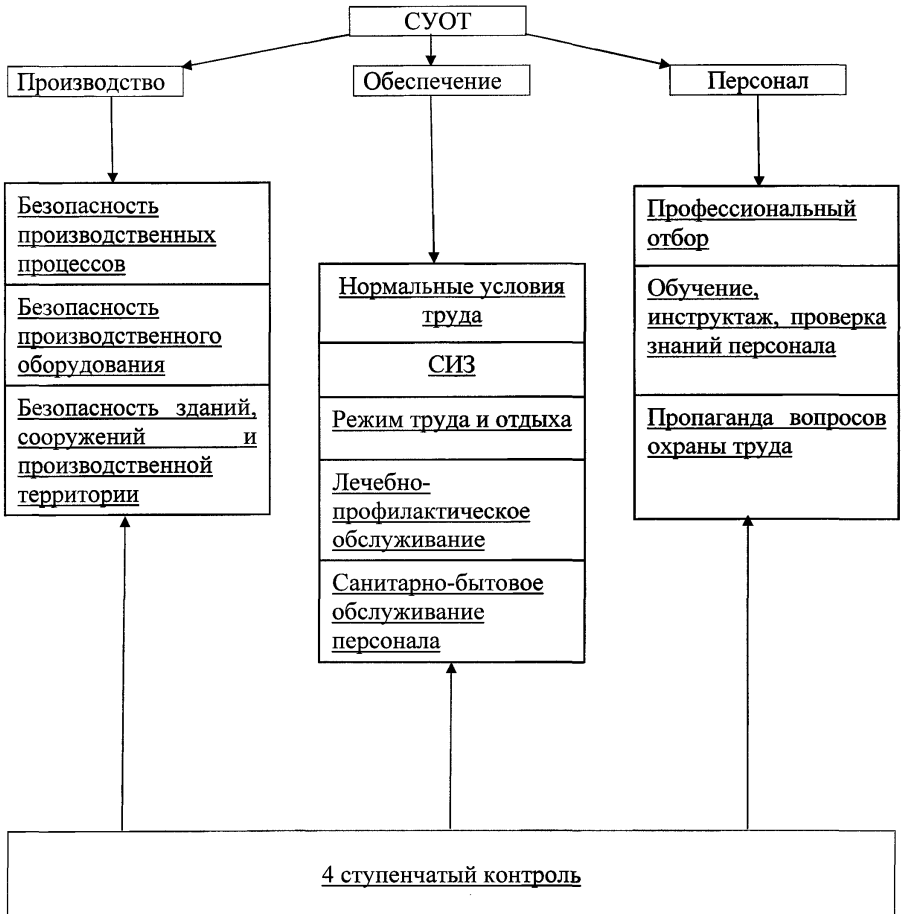 СУОТ
Производство
Обеспечение
Персонал
Безопасность
производственных
процессов
Безопасность
производственного
оборудования
Безопасность зданий,
сооружений и
производственной
территории
Нормальные условия
труда
СИЗ
Режим труда и отдыха
Лечебно-
профилактическое
обслуживание
Санитарно-бытовое
обслуживание
персонала
Профессиональный
отбор
Обучение,
инструктаж, проверка
знаний персонала
Пропаганда вопросов
охраны труда
4 ступенчатый контроль